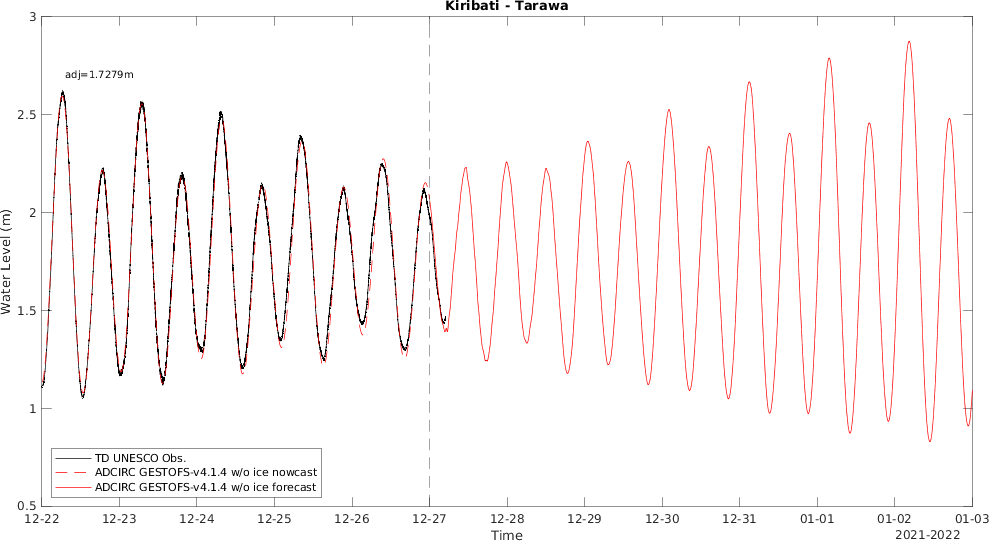 Kiribati - Tarawa
adj=1.7279m
3
2.5
2
1.5
1
0.5
Water Level (m)
TD UNESCO Obs.
ADCIRC GESTOFS-v4.1.4 w/o ice nowcast
ADCIRC GESTOFS-v4.1.4 w/o ice forecast
12-22 12-23 12-24 12-25 12-26 12-27 12-28 12-29 12-30 12-31 01-01 01-02 01-03
Time
2021-2022